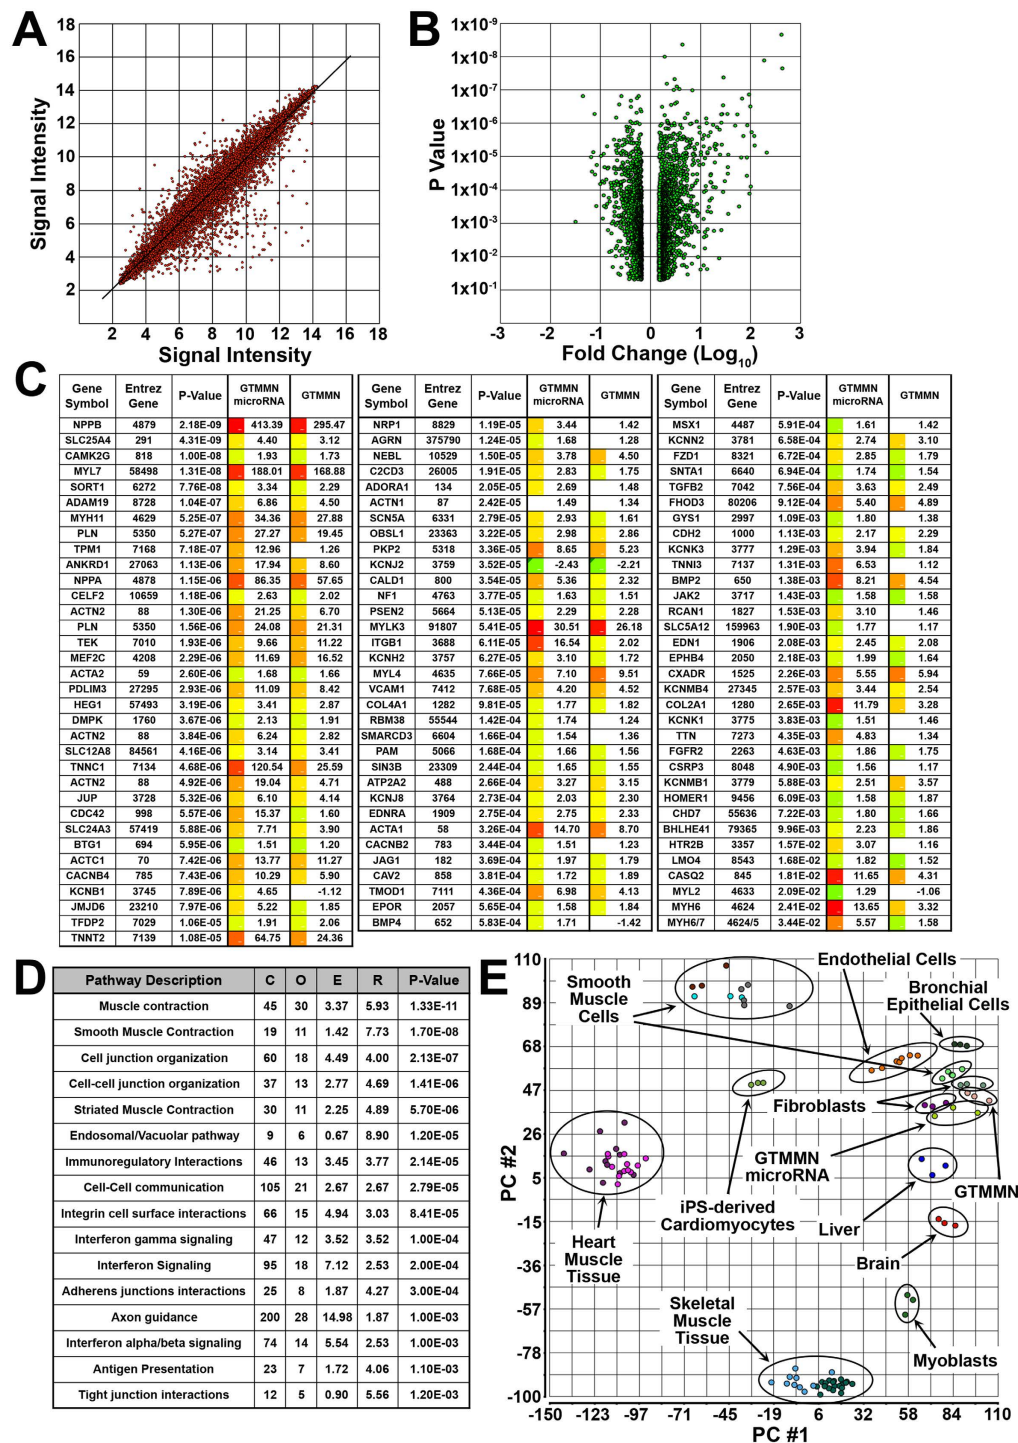 A
18
16
14
12
10
8
6
4
2
2 4 6 8 10 12 14 16 18
Signal Intensity
Signal Intensity
B
1x10-9
1x10-8
1x10-7
1x10-6
1x10-5
1x10-4
1x10-3
1x10-2
1x10-1
P Value
-3 -2 -1 0 1 2 3
Fold Change (Log10)
C
Gene Symbol Entrez Gene P-Value GTMMN microRNA GTMMN
NPPB 4879 2.18E-09 413.39 295.47
SLC25A4 291 4.31E-09 4.40 3.12
CAMK2G 818 1.00E-08 1.93 1.73
MYL7 58498 1.31E-08 188.01 168.88
SORT1 6272 7.76E-08 3.34 2.29
ADAM19 8728 1.04E-07 6.86 4.50
MYH11 4629 5.25E-07 34.36 27.88
PLN 5350 5.27E-07 27.27 19.45
TPM1 7168 7.18E-07 12.96 1.26
ANKRD1 27063 1.13E-06 17.94 8.60
NPPA 4878 1.15E-06 86.35 57.65
CELF2 10659 1.18E-06 2.63 2.02
ACTN2 88 1.30E-06 21.25 6.70
PLN 5350 1.56E-06 24.08 21.31
TEK 7010 1.93E-06 9.66 11.22
MEF2C 4208 2.29E-06 11.69 16.52
ACTA2 59 2.60E-06 1.68 1.66
PDLIM3 27295 2.93E-06 11.09 8.42
HEG1 57493 3.19E-06 3.41 2.87
DMPK 1760 3.67E-06 2.13 1.91
ACTN2 88 3.84E-06 6.24 2.82
SLC12A8 84561 4.16E-06 3.14 3.41
TNNC1 7134 4.68E-06 120.54 25.59
ACTN2 88 4.92E-06 19.04 4.71
JUP 3728 5.32E-06 6.10 4.14
CDC42 998 5.57E-06 15.37 1.60
SLC24A3 57419 5.88E-06 7.71 3.90
BTG1 694 5.95E-06 1.51 1.20
ACTC1 70 7.42E-06 13.77 11.27
CACNB4 785 7.43E-06 10.29 5.90
KCNB1 3745 7.89E-06 4.65 -1.12
JMJD6 23210 7.97E-06 5.22 1.85
TFDP2 7029 1.06E-05 1.91 2.06
TNNT2 7139 1.08E-05 64.75 24.36
Gene Symbol Entrez Gene P-Value GTMMN microRNA GTMMN
NRP1 8829 1.19E-05 3.44 1.42
AGRN 375790 1.24E-05 1.68 1.28
NEBL 10529 1.50E-05 3.78 4.50
C2CD3 26005 1.91E-05 2.83 1.75
ADORA1 134 2.05E-05 2.69 1.48
ACTN1 87 2.42E-05 1.49 1.34
SCN5A 6331 2.79E-05 2.93 1.61
OBSL1 23363 3.22E-05 2.98 2.86
PKP2 5318 3.36E-05 8.65 5.23
KCNJ2 3759 3.52E-05 -2.43 -2.21
CALD1 800 3.54E-05 5.36 2.32
NF1 4763 3.77E-05 1.63 1.51
PSEN2 5664 5.13E-05 2.29 2.28
MYLK3 91807 5.41E-05 30.51 26.18
ITGB1 3688 6.11E-05 16.54 2.02
KCNH2 3757 6.27E-05 3.10 1.72
MYL4 4635 7.66E-05 7.10 9.51
VCAM1 7412 7.68E-05 4.20 4.52
COL4A1 1282 9.81E-05 1.77 1.82
RBM38 55544 1.42E-04 1.74 1.24
SMARCD3 6604 1.66E-04 1.54 1.36
PAM 5066 1.68E-04 1.66 1.56
SIN3B 23309 2.44E-04 1.65 1.55
ATP2A2 488 2.66E-04 3.27 3.15
KCNJ8 3764 2.73E-04 2.03 2.30
EDNRA 1909 2.75E-04 2.75 2.33
ACTA1 58 3.26E-04 14.70 8.70
CACNB2 783 3.44E-04 1.51 1.23
JAG1 182 3.69E-04 1.97 1.79
CAV2 858 3.81E-04 1.72 1.89
TMOD1 7111 4.36E-04 6.98 4.13
EPOR 2057 5.65E-04 1.58 1.84
BMP4 652 5.83E-04 1.71 -1.42
Gene Symbol Entrez Gene P-Value GTMMN microRNA GTMMN
MSX1 4487 5.91E-04 1.61 1.42
KCNN2 3781 6.58E-04 2.74 3.10
FZD1 8321 6.72E-04 2.85 1.79
SNTA1 6640 6.94E-04 1.74 1.54
TGFB2 7042 7.56E-04 3.63 2.49
FHOD3 80206 9.12E-04 5.40 4.89
GYS1 2997 1.09E-03 1.80 1.38
CDH2 1000 1.13E-03 2.17 2.29
KCNK3 3777 1.29E-03 3.94 1.84
TNNI3 7137 1.31E-03 6.53 1.12
BMP2 650 1.38E-03 8.21 4.54
JAK2 3717 1.43E-03 1.58 1.58
RCAN1 1827 1.53E-03 3.10 1.46
SLC5A12 159963 1.90E-03 1.77 1.17
EDN1 1906 2.08E-03 2.45 2.08
EPHB4 2050 2.18E-03 1.99 1.64
CXADR 1525 2.26E-03 5.55 5.94
KCNMB4 27345 2.57E-03 3.44 2.54
COL2A1 1280 2.65E-03 11.79 3.28
KCNK1 3775 3.83E-03 1.51 1.46
TTN 7273 4.35E-03 4.83 1.34
FGFR2 2263 4.63E-03 1.86 1.75
CSRP3 8048 4.90E-03 1.56 1.17
KCNMB1 3779 5.88E-03 2.51 3.57
HOMER1 9456 6.09E-03 1.58 1.87
CHD7 55636 7.22E-03 1.80 1.66
BHLHE41 79365 9.96E-03 2.23 1.86
HTR2B 3357 1.57E-02 3.07 1.16
LMO4 8543 1.68E-02 1.82 1.52
CASQ2 845 1.81E-02 11.65 4.31
MYL2 4633 2.09E-02 1.29 -1.06
MYH6 4624 2.41E-02 13.65 3.32
MYH6/7 4624/5 3.44E-02 5.57 1.58
D
Pathway Description C O E R P-Value
Muscle contraction 45 30 3.37 5.93 1.33E-11
Smooth Muscle Contraction 19 11 1.42 7.73 1.70E-08
Cell junction organization 60 18 4.49 4.00 2.13E-07
Cell-cell junction organization 37 13 2.77 4.69 1.41E-06
Striated Muscle Contraction 30 11 2.25 4.89 5.70E-06
Endosomal/Vacuolar pathway 9 6 0.67 8.90 1.20E-05
Immunoregulatory Interactions 46 13 3.45 3.77 2.14E-05
Cell-Cell communication 105 21 2.67 2.67 2.79E-05
Integrin cell surface interactions 66 15 4.94 3.03 8.41E-05
Interferon gamma signaling 47 12 3.52 3.52 1.00E-04
Interferon Signaling 95 18 7.12 2.53 2.00E-04
Adherens junctions interactions 25 8 1.87 4.27 3.00E-04
Axon guidance 200 28 14.98 1.87 1.00E-03
Interferon alpha/beta signaling 74 14 5.54 2.53 1.00E-03
Antigen Presentation 23 7 1.72 4.06 1.10E-03
Tight junction interactions 12 5 0.90 5.56 1.20E-03
E
110
89
68
47
26
5
-15
-36
-57
-78
-100
PC #2
-150 -123 -97 -71 -45 -19 6 32 58 84 110
PC #1
Smooth
Muscle
Cells
Endothelial Cells
Bronchial
Epithelial Cells
Fibroblasts
GTMMN
microRNA
GTMMN
iPS-derived
Cardiomyocytes
Liver
Heart
Muscle
Tissue
Brain
Skeletal
Muscle
Tissue
Myoblasts